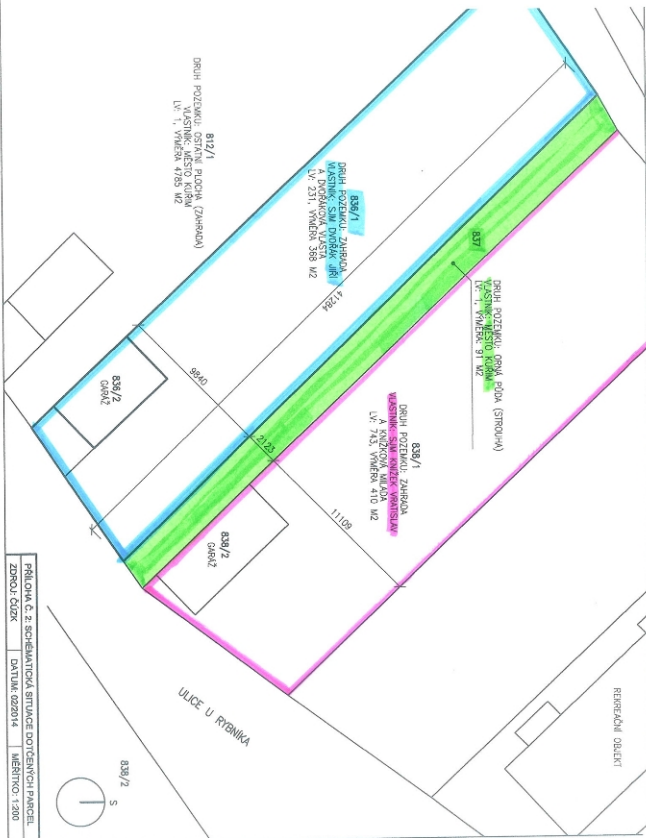 812/1
DRUH POZEMKU: OSTATNÍ PLOCHA (ZAHRADA)
VLASTNÍK: MĚSTO KUŘIM
LV: 1, VÝMĚRA 4785 M2
836/1
DRUH POZEMKU: ZAHRADA
VLASTNÍK: SJM DVOŘÁK JIŘÍ
A DVOŘÁKOVÁ VLASTA
LV: 231, VÝMĚRA 368 M2
837
DRUH POZEMKU: ORNÁ PŮDA (STROUHA)
VLASTNÍK: MĚSTO KUŘIM
LV: 1, VÝMĚRA: 91 M2
838/1
DRUH POZEMKU: ZAHRADA
VLASTNÍK: SJM KNÍŽEK VRATISLAV
A KNÍŽKOVÁ MILADA
LV: 743, VÝMĚRA 410 M2
41284
9840
2123
11109
836/2
GARÁŽ
838/2
GARÁŽ
REKREAČNÍ OBJEKT
ULICE U RYBNÍKA
838/2
S
PŘÍLOHA Č. 2: SCHÉMATICKÁ SITUACE DOTČENÝCH PARCEL
ZDROJ: ČÚZK DATUM: 02/2014 MĚŘÍTKO: 1:200